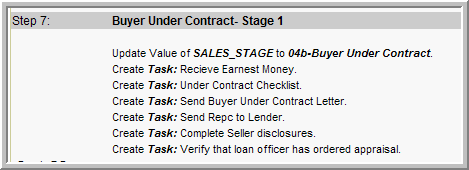 Step 7: Buyer Under Contract- Stage 1
Update Value of SALES_STAGE to 04b-Buyer Under Contract.
Create Task: Recieve Earnest Money.
Create Task: Under Contract Checklist.
Create Task: Send Buyer Under Contract Letter.
Create Task: Send Repc to Lender.
Create Task: Complete Seller disclosures.
Create Task: Verify that loan officer has ordered appraisal.